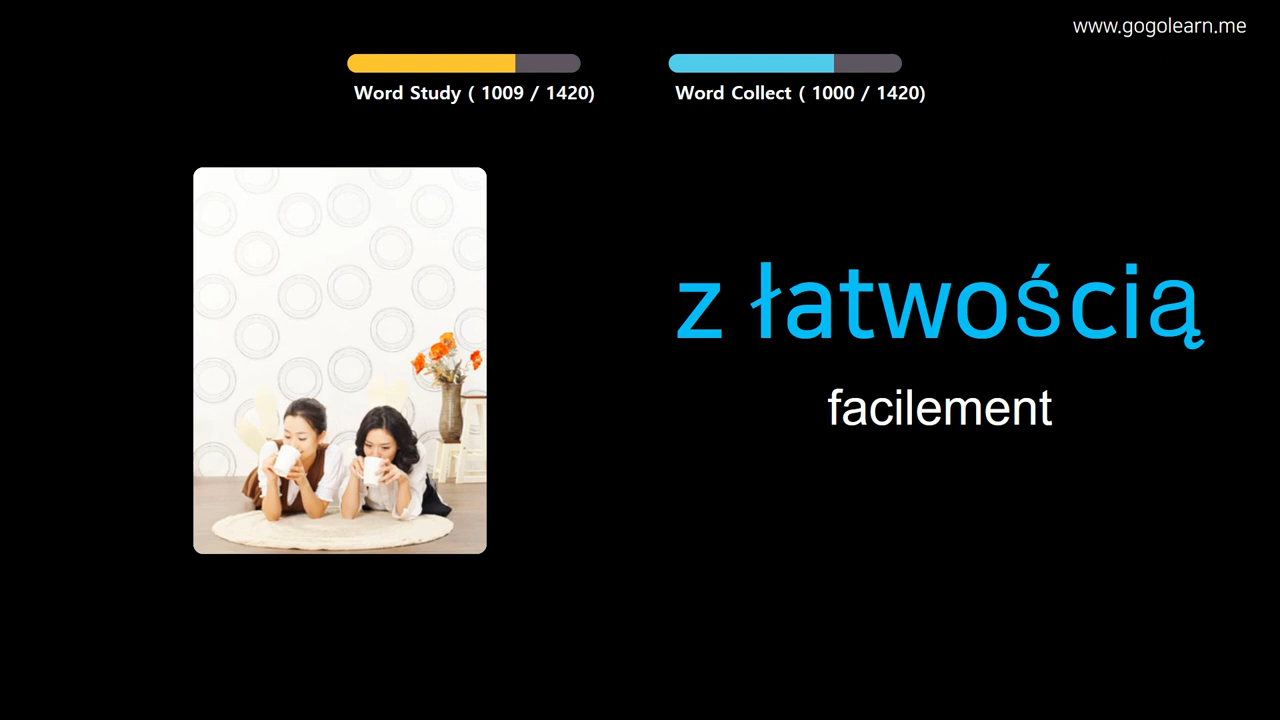 www.gogolearn.me
Word Study ( 1009 / 1420)
Word Collect ( 1000 / 1420)
z łatwością
facilement